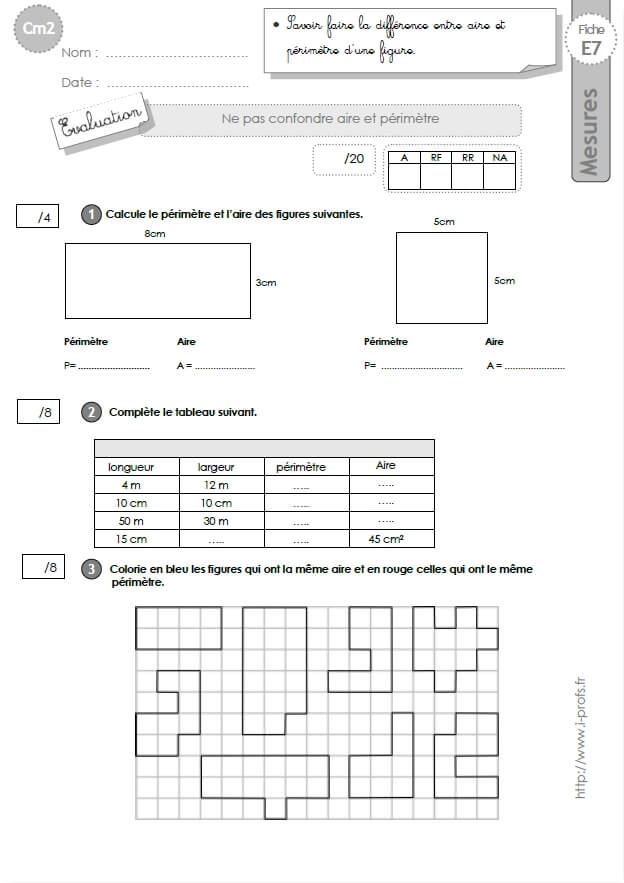 Cm2
• Savoir faire la différence entre aire et
périmètre d'une figure.
Fiche
E7
Mesures
Nom : ......................................
Date : ......................................
Evaluation
Ne pas confondre aire et périmètre
/20
A RF RR NA
/4
1 Calcule le périmètre et l'aire des figures suivantes.
8cm
3cm
5cm
5cm
Périmètre Aire Périmètre Aire
P= .......................... A = ...................... P= .............................. A = ......................
/8
2 Complète le tableau suivant.
longueur largeur périmètre Aire
4 m 12 m ..... .....
10 cm 10 cm ..... .....
50 m 30 m ..... .....
15 cm ..... ..... 45 cm²
/8
3 Colorie en bleu les figures qui ont la même aire et en rouge celles qui ont le même
périmètre.
http://www.i-profs.fr